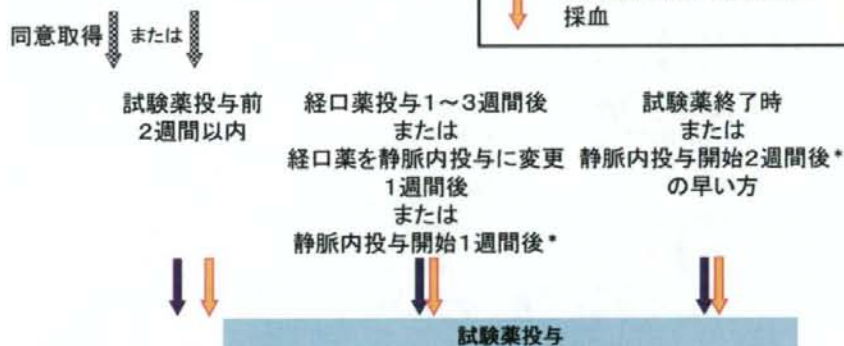 採血
同意取得 または
試験薬投与前
2週間以内
経口薬投与1～3週間後
または
経口薬を静脈内投与に変更
1週間後
または
静脈内投与開始1週間後*
試験薬終了時
または
静脈内投与開始2週間後*
の早い方
試験薬投与